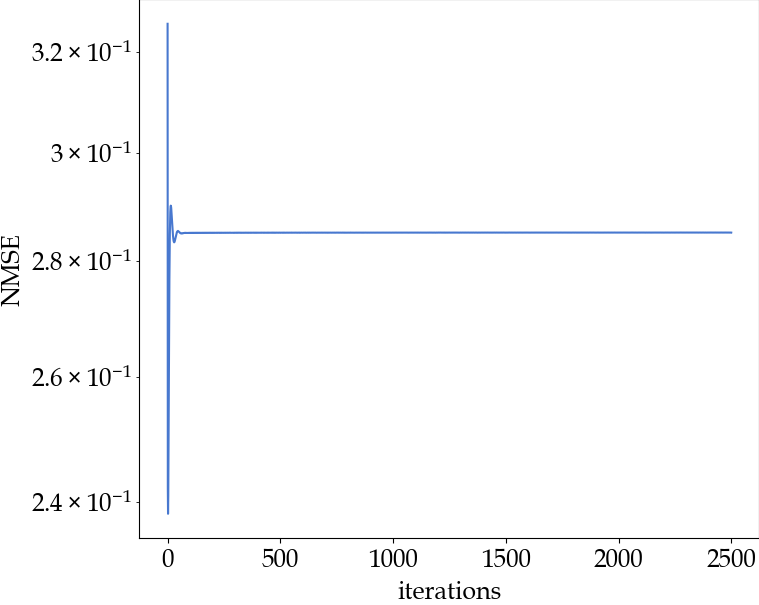 3.2 × 10⁻¹
3 × 10⁻¹
2.8 × 10⁻¹
2.6 × 10⁻¹
2.4 × 10⁻¹
NMSE
0 500 1000 1500 2000 2500
iterations